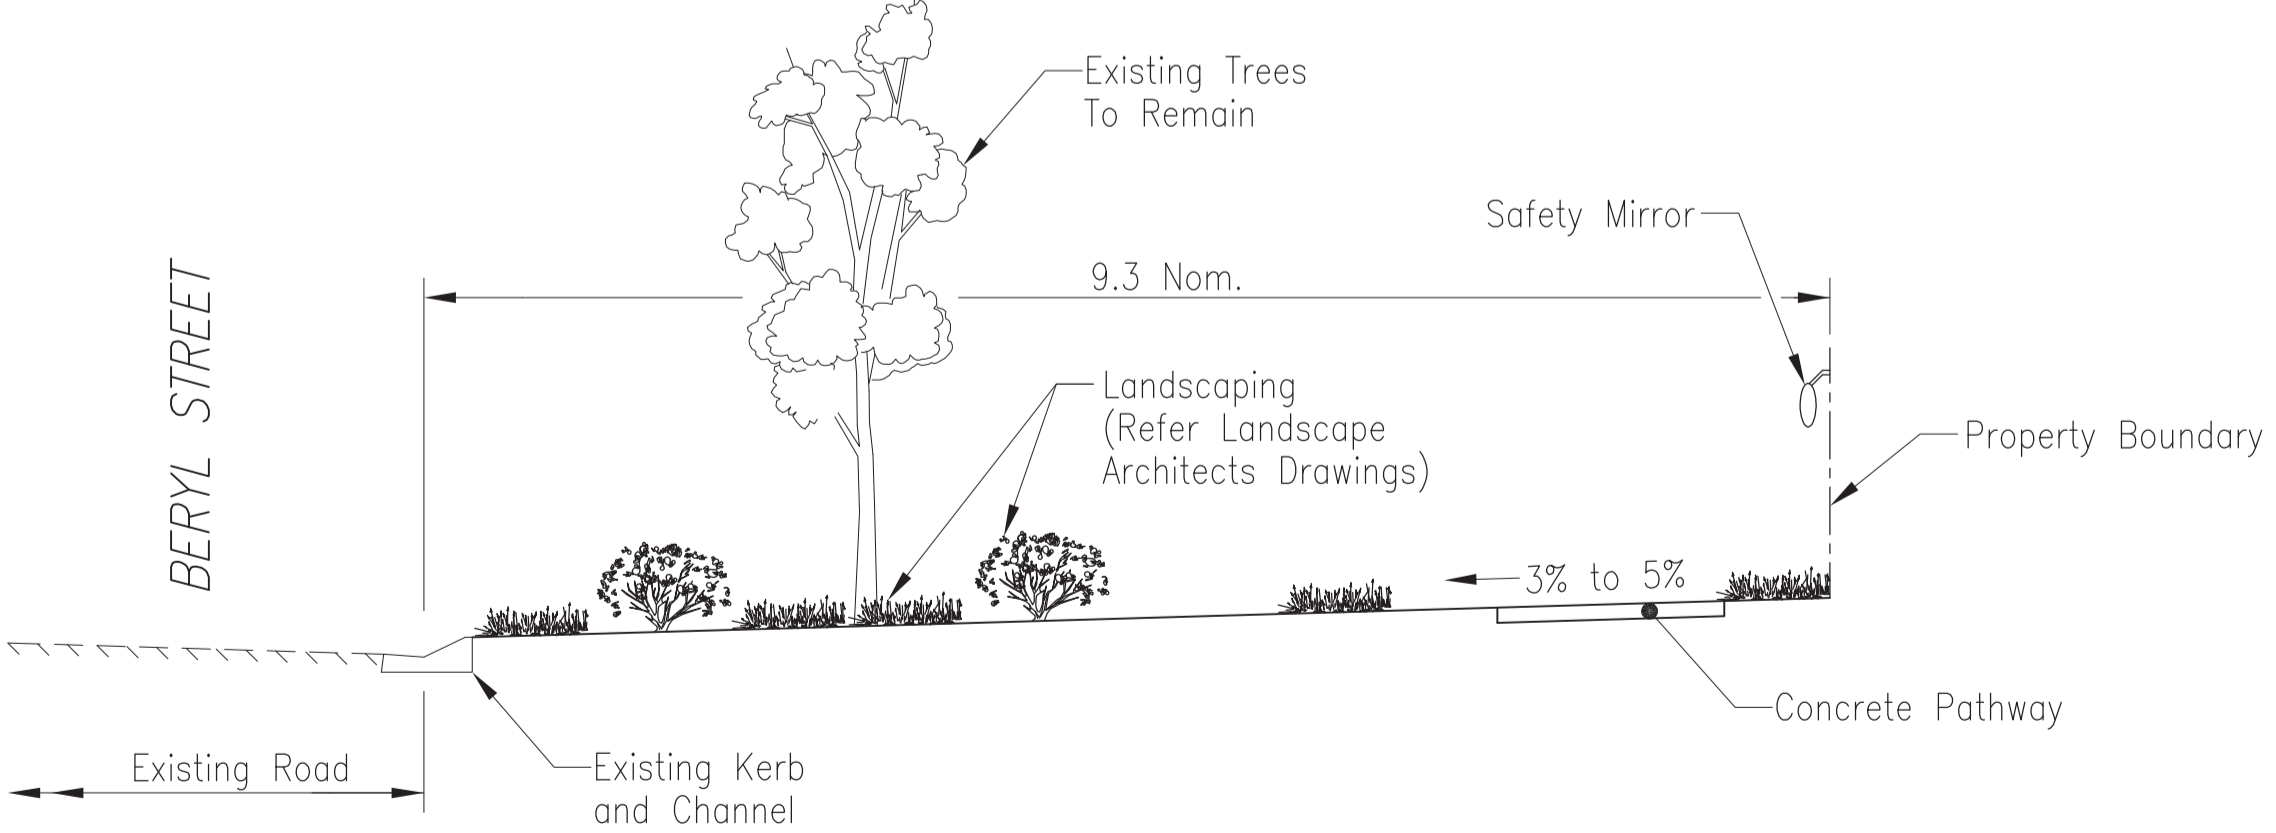 Existing Trees
To Remain
Safety Mirror
9.3 Nom.
BERYL STREET
Landscaping
(Refer Landscape
Architects Drawings)
Property Boundary
3% to 5%
Concrete Pathway
Existing Road
Existing Kerb
and Channel